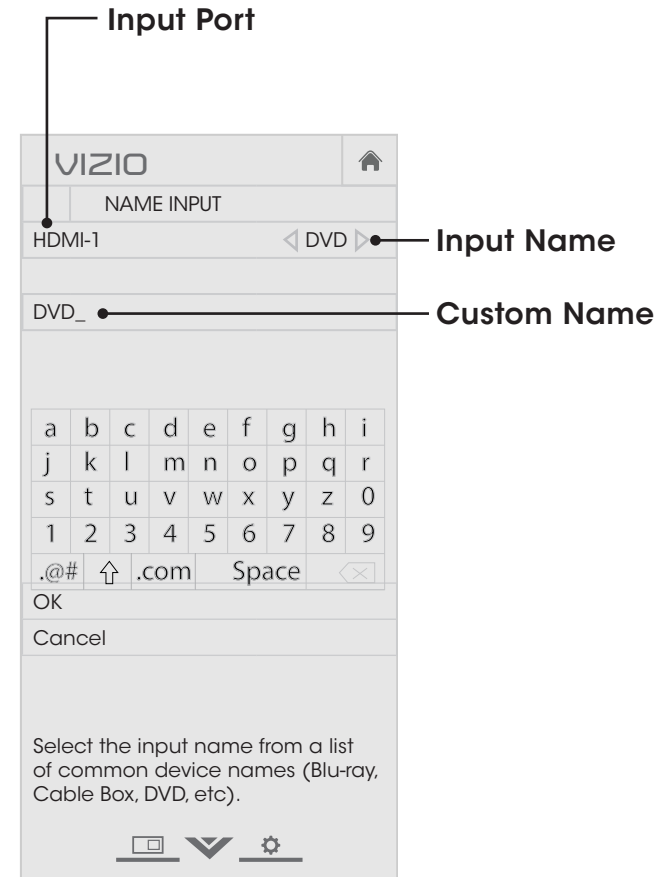 Input Port
VIZIO
NAME INPUT
HDMI-1 DVD
Input Name
DVD_
Custom Name
a b c d e f g h i
j k l m n o p q r
s t u v w x y z 0
1 2 3 4 5 6 7 8 9
.@# .com Space
OK
Cancel
Select the input name from a list
of common device names (Blu-ray,
Cable Box, DVD, etc).